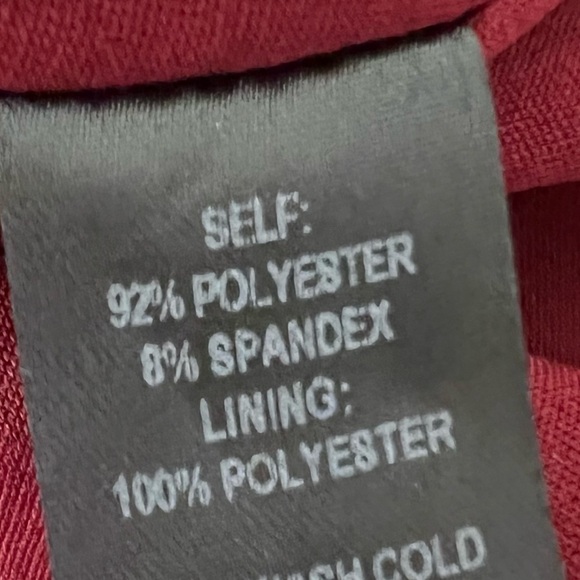 SELF:
92% POLYESTER
8% SPANDEX
LINING:
100% POLYESTER
COLD